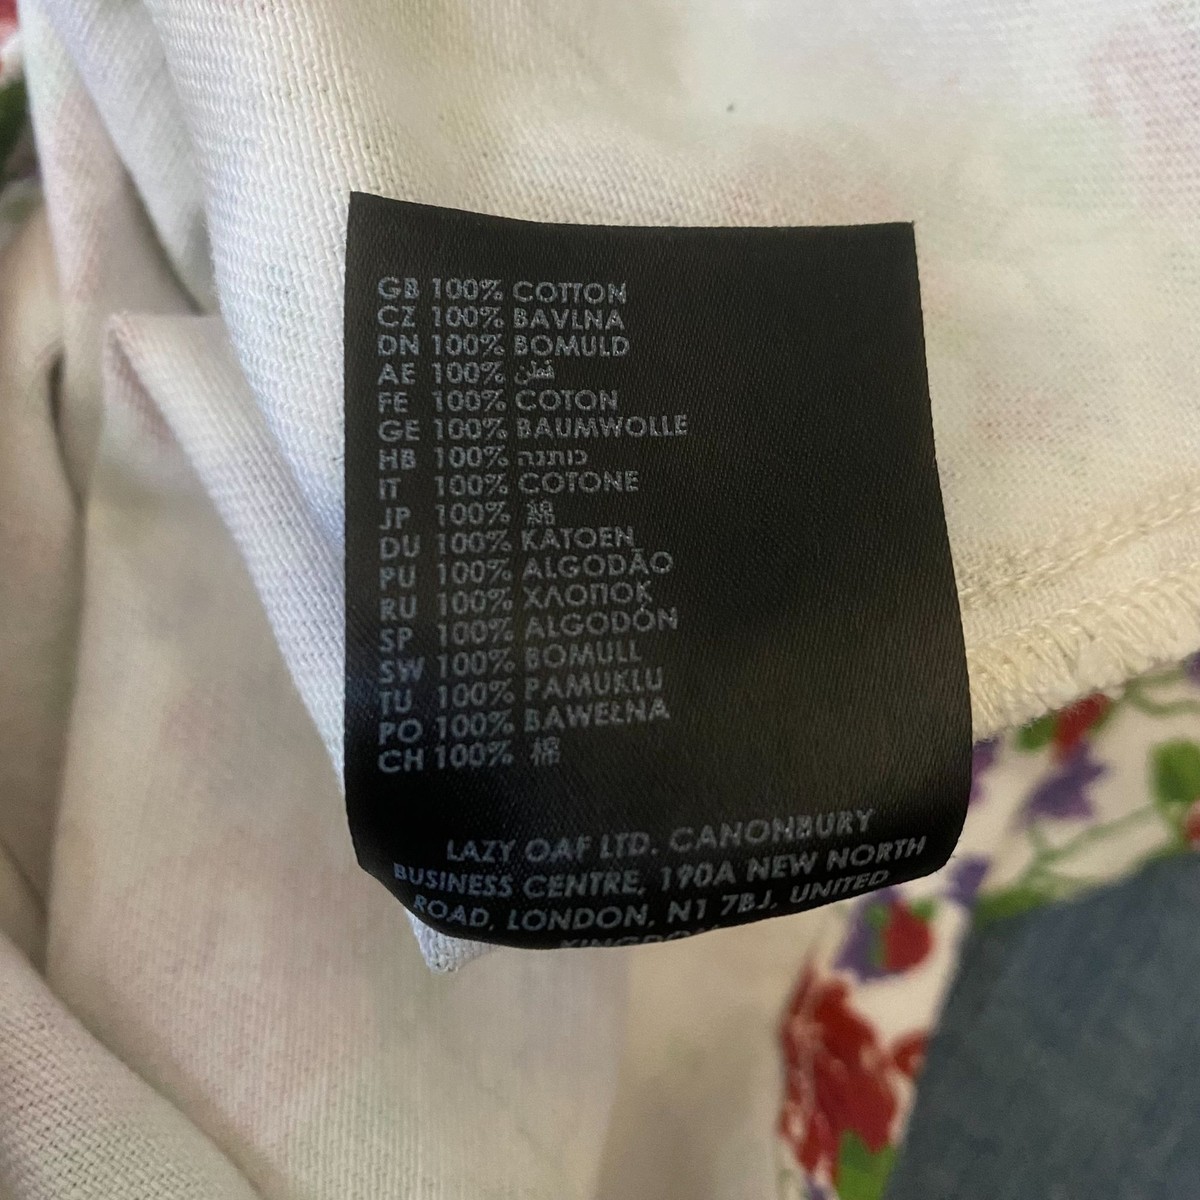 GB 100% COTTON
CZ 100% BAVLNA
DN 100% BOMULD
AE 100% قطن
FE 100% COTON
GE 100% BAUMWOLLE
HB 100% כותנה
IT 100% COTONE
JP 100% 綿
DU 100% KATOEN
PU 100% ALGODÃO
RU 100% ХЛОПОК
SP 100% ALGODÓN
SW 100% BOMULL
TU 100% PAMUKLU
PO 100% BAWEŁNA
CH 100% 棉
LAZY OAF LTD. CANONBURY
BUSINESS CENTRE, 190A NEW NORTH
ROAD, LONDON, N1 7BJ, UNITED
KINGDOM